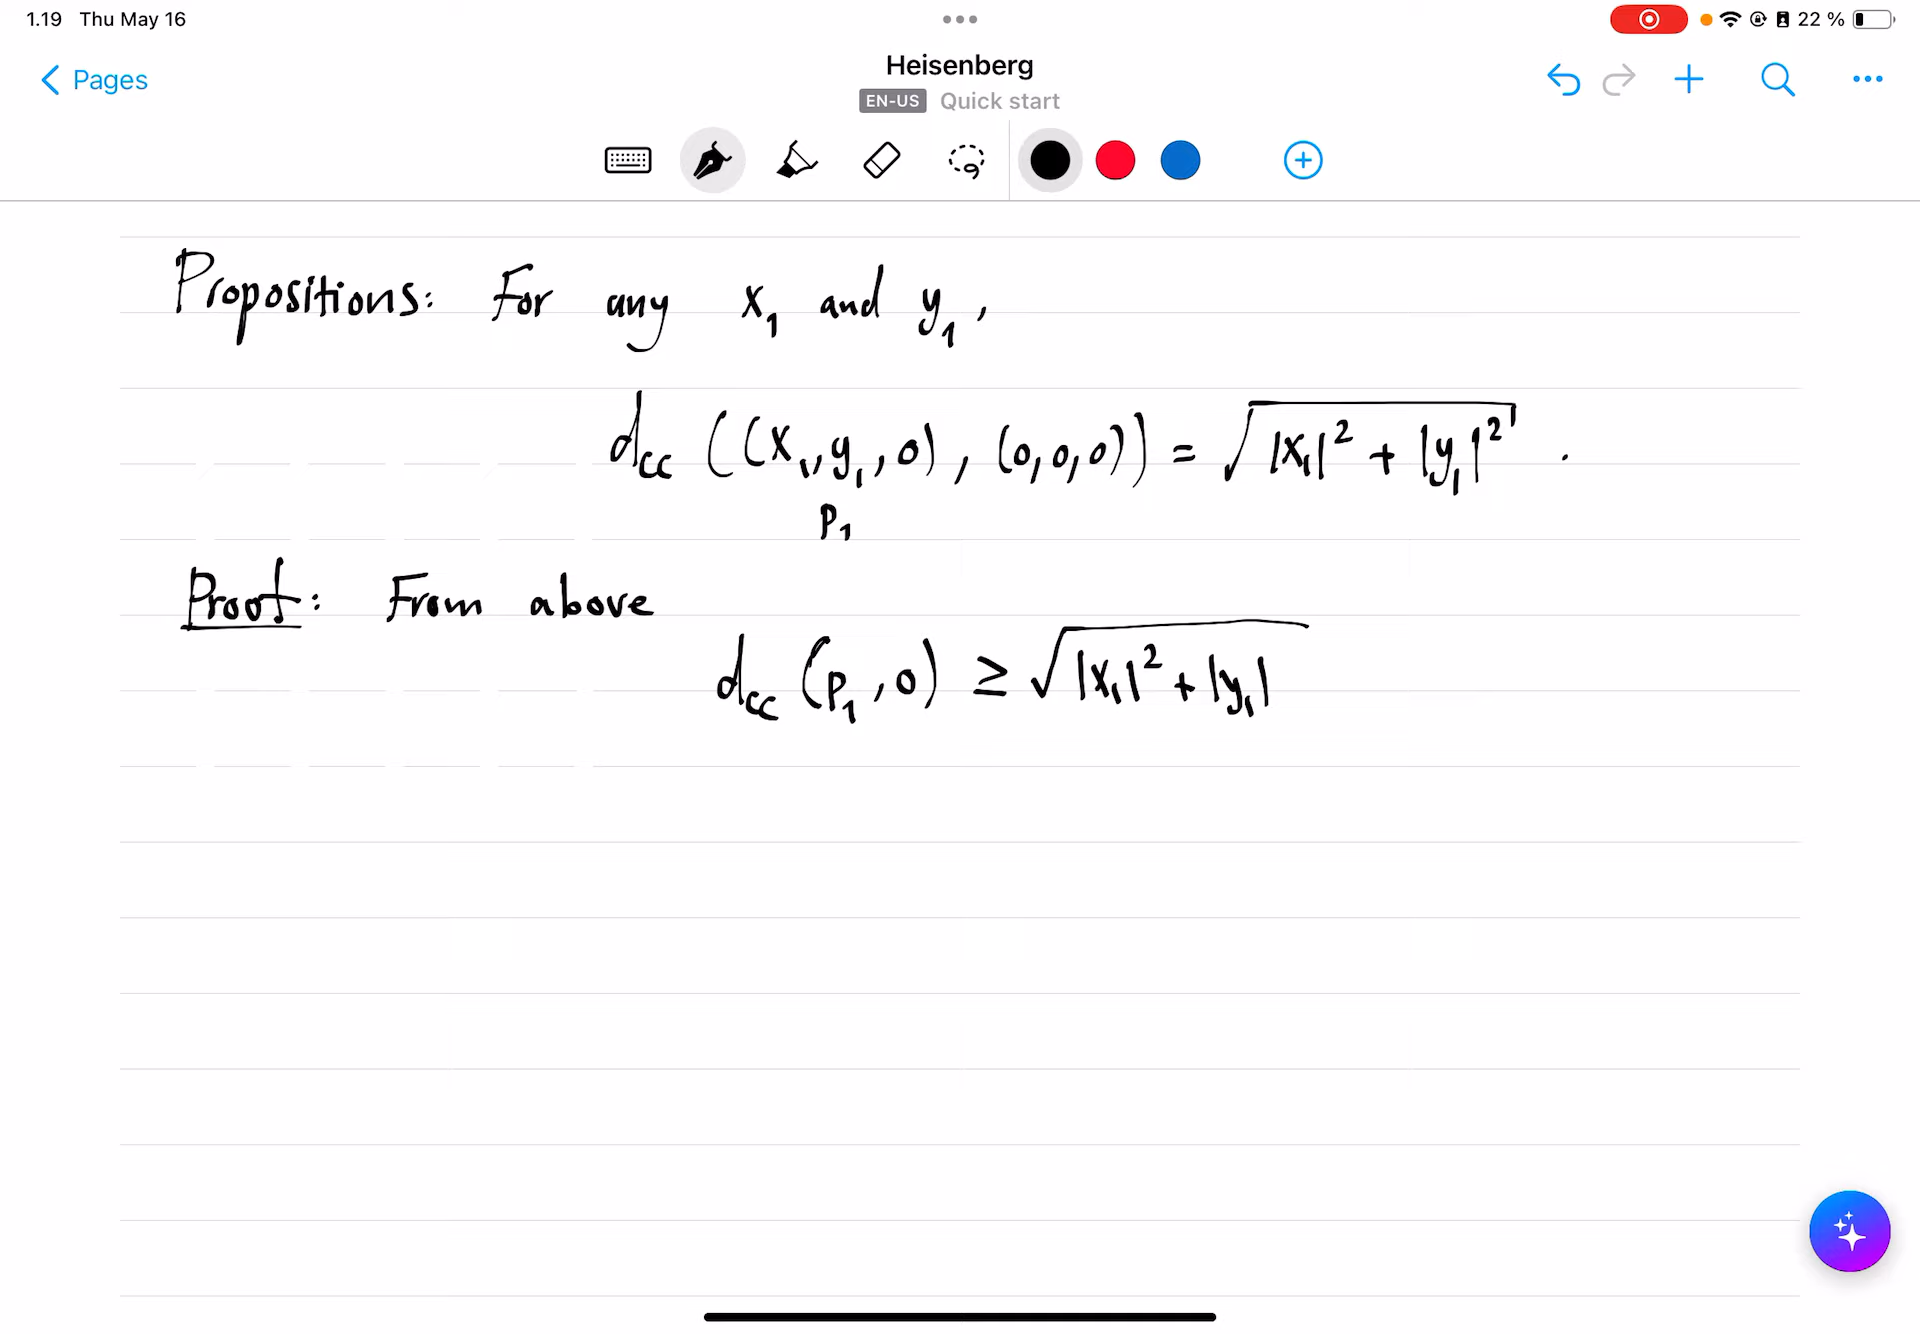 1.19 Thu May 16
22 %
Pages
Heisenberg
EN-US Quick start
Propositions: For any x₁ and y₁,
dcc ((x₁, y₁, 0), (0, 0, 0)) = √|x₁|² + |y₁|² .
p₁
Proof: From above
dcc (p₁, 0) ≥ √|x₁|² + |y₁|